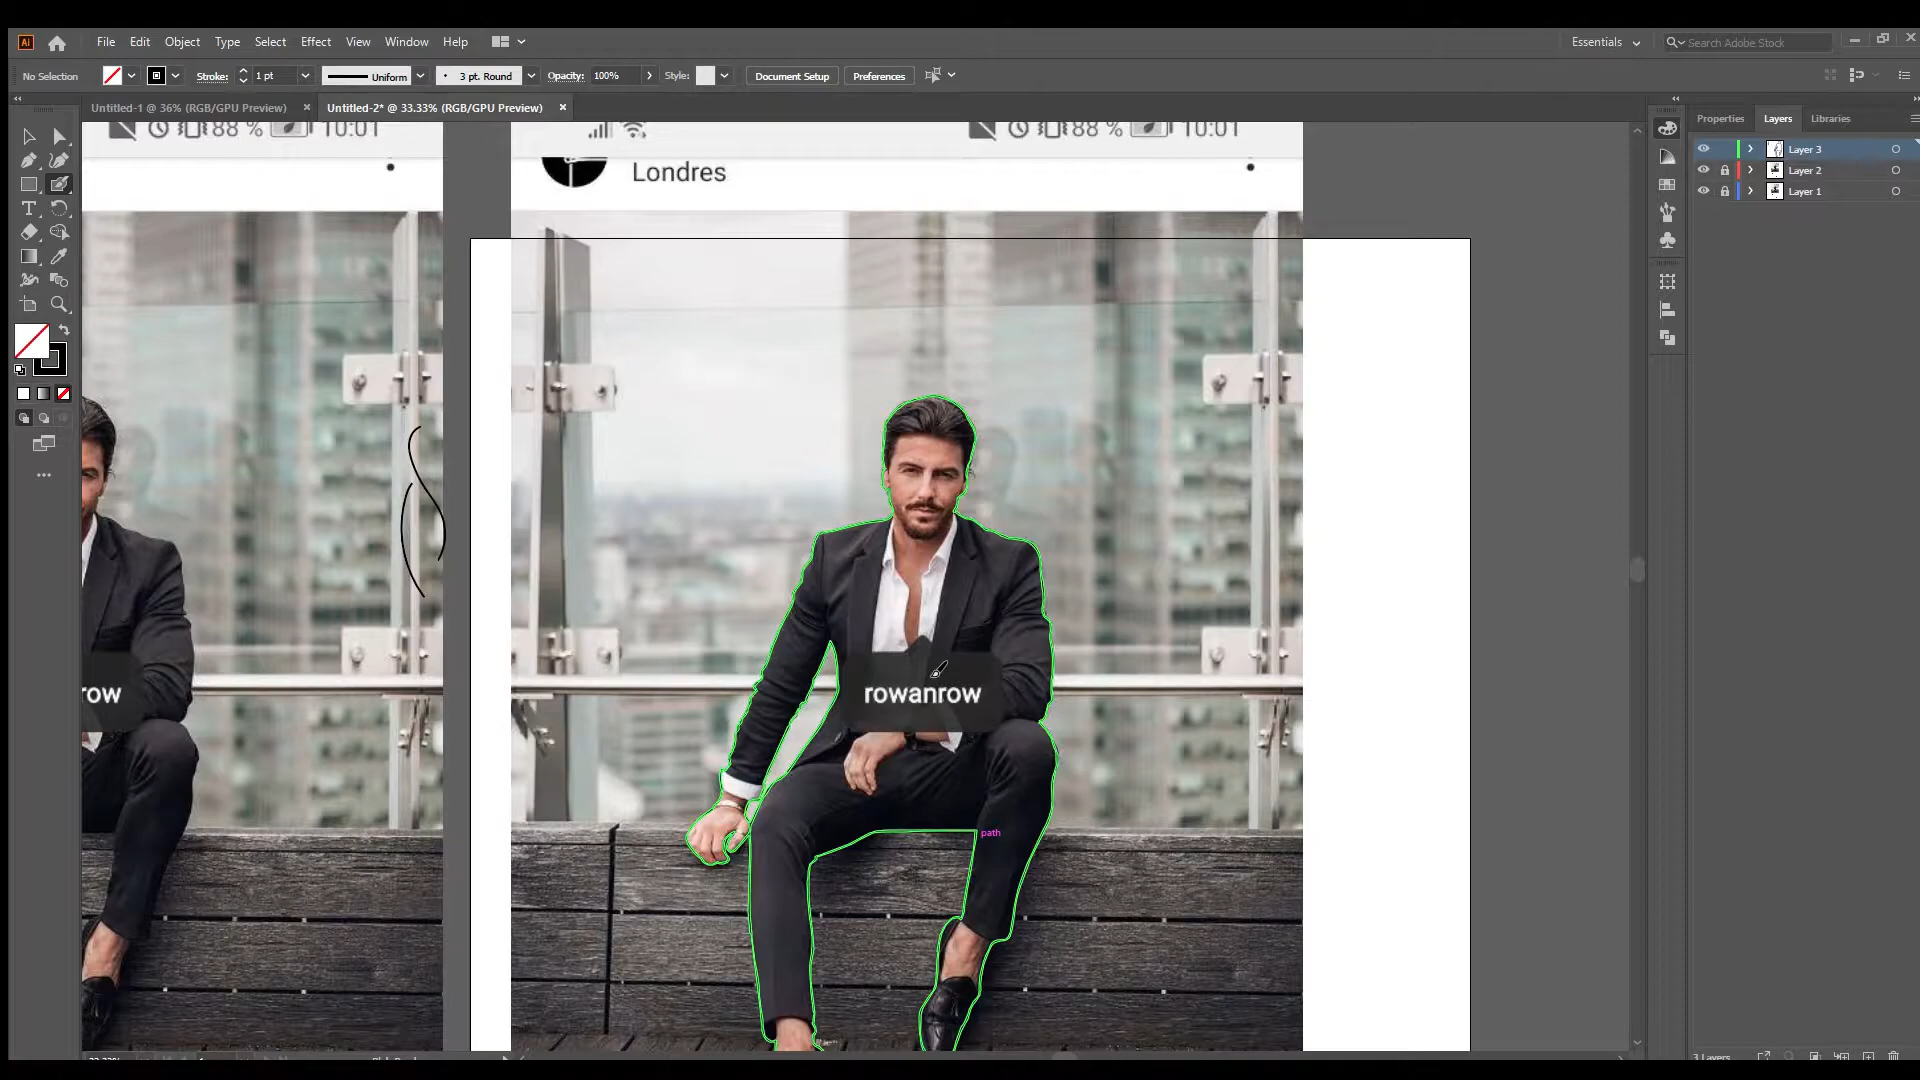 Ai File Edit Object Type Select Effect View Window Help Essentials Search Adobe Stock
No Selection Stroke: 1 pt Uniform 3 pt. Round Opacity: 100% Style: Document Setup Preferences
Untitled-1 @ 36% (RGB/GPU Preview) × Untitled-2* @ 33.33% (RGB/GPU Preview) ×
Properties Layers Libraries
88 % 10:01
88 % 10:01
Londres
Layer 3
Layer 2
Layer 1
row
rowanrow
path
3 Layers